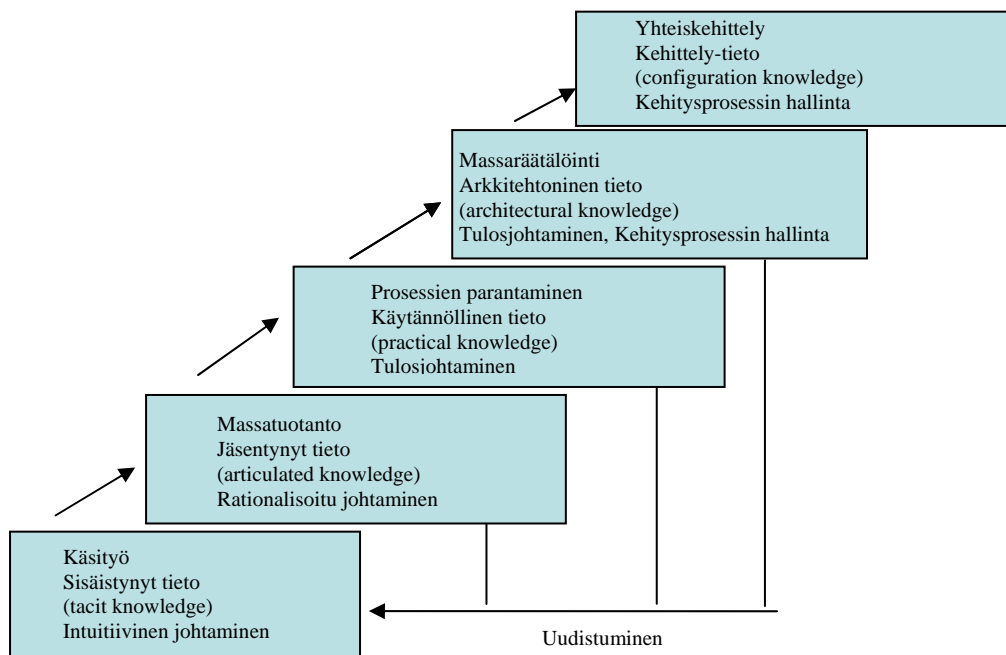 Yhteiskehittely
Kehittely-tieto
(configuration knowledge)
Kehitysprosessin hallinta
Massaräätälöinti
Arkkitehtoninen tieto
(architectural knowledge)
Tulosjohtaminen, Kehitysprosessin hallinta
Prosessien parantaminen
Käytännöllinen tieto
(practical knowledge)
Tulosjohtaminen
Massatuotanto
Jäsentynyt tieto
(articulated knowledge)
Rationalisoitu johtaminen
Käsityö
Sisäistynyt tieto
(tacit knowledge)
Intuitiivinen johtaminen
Uudistuminen